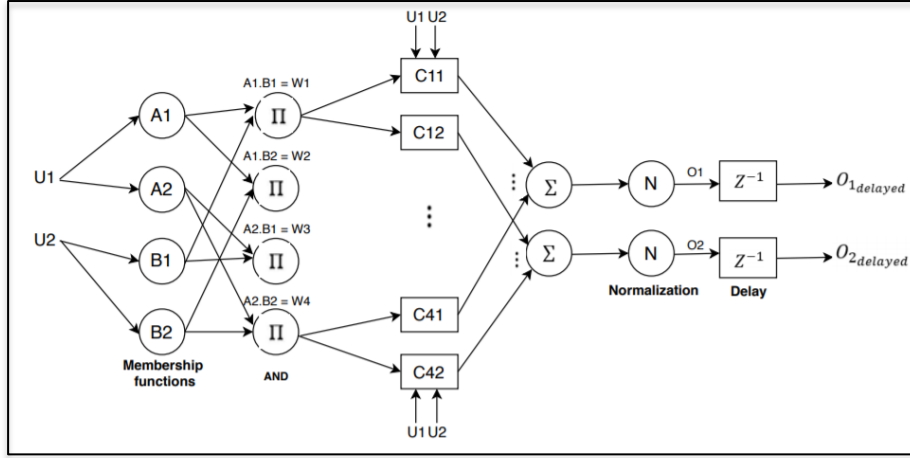 U1 U2
A1.B1 = W1
C11
A1
Π
C12
A1.B2 = W2
U1
A2
Π
...
Σ
N
O1
Z⁻¹
O₁delayed
...
U2
A2.B1 = W3
B1
Π
...
Σ
N
O2
Z⁻¹
O₂delayed
Normalization
Delay
A2.B2 = W4
B2
Π
C41
Membership
functions
AND
C42
U1 U2